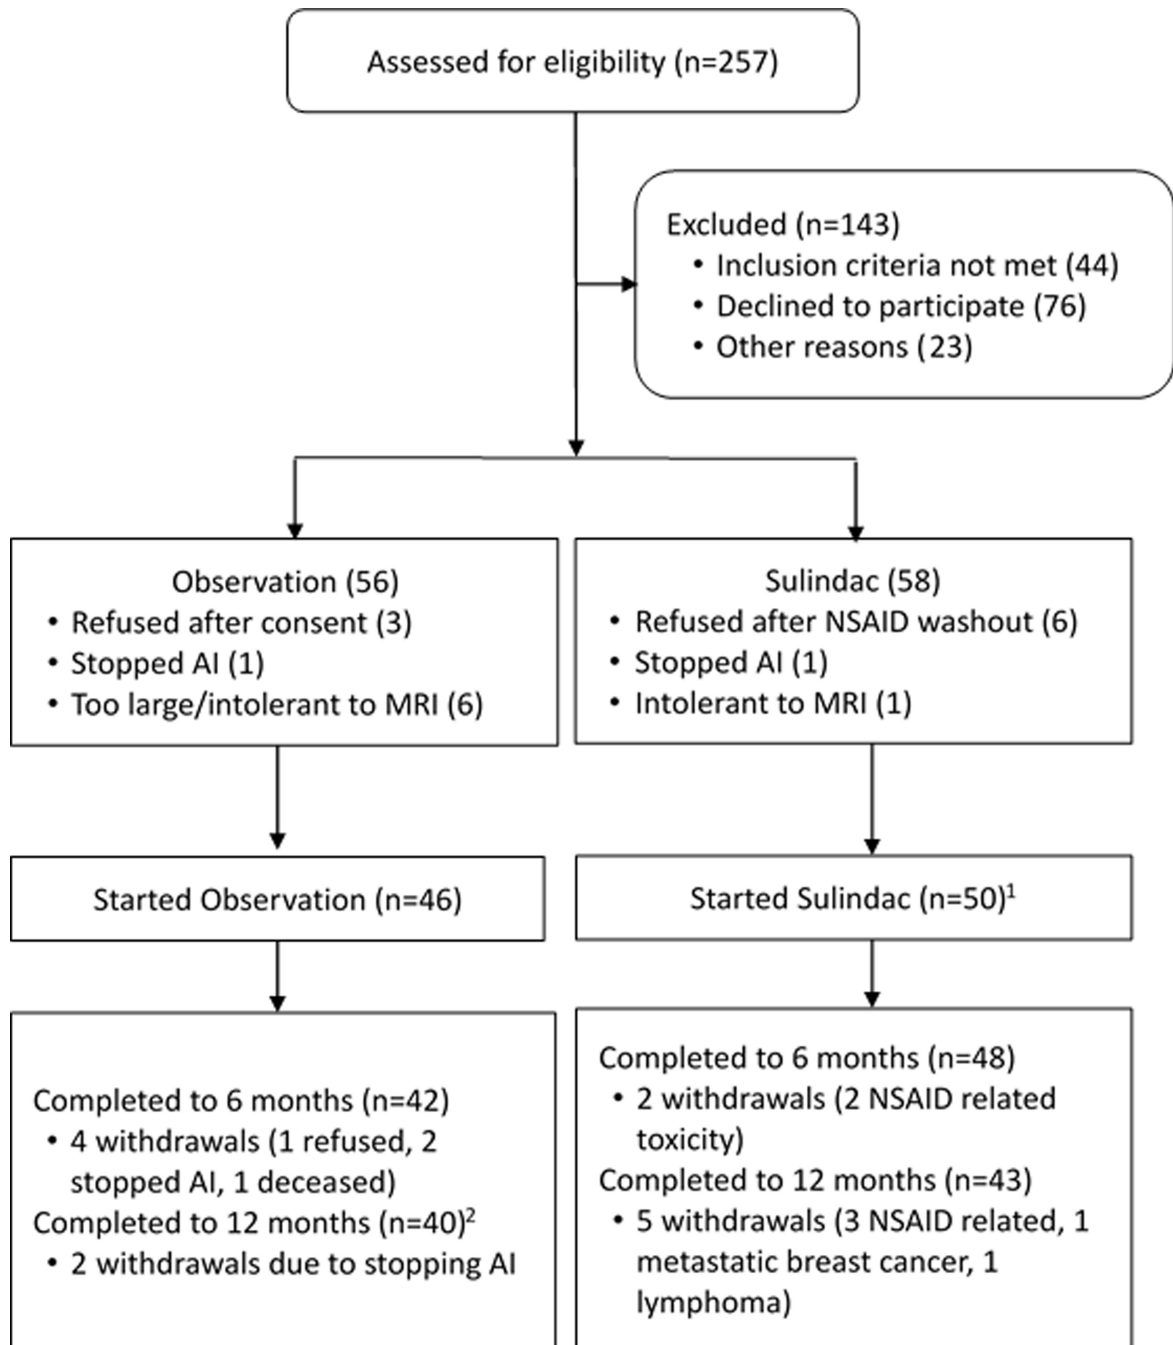 Assessed for eligibility (n=257)
Excluded (n=143)
• Inclusion criteria not met (44)
• Declined to participate (76)
• Other reasons (23)
Observation (56)
• Refused after consent (3)
• Stopped AI (1)
• Too large/intolerant to MRI (6)
Sulindac (58)
• Refused after NSAID washout (6)
• Stopped AI (1)
• Intolerant to MRI (1)
Started Observation (n=46)
Started Sulindac (n=50)¹
Completed to 6 months (n=42)
• 4 withdrawals (1 refused, 2
stopped AI, 1 deceased)
Completed to 12 months (n=40)²
• 2 withdrawals due to stopping AI
Completed to 6 months (n=48)
• 2 withdrawals (2 NSAID related
toxicity)
Completed to 12 months (n=43)
• 5 withdrawals (3 NSAID related, 1
metastatic breast cancer, 1
lymphoma)